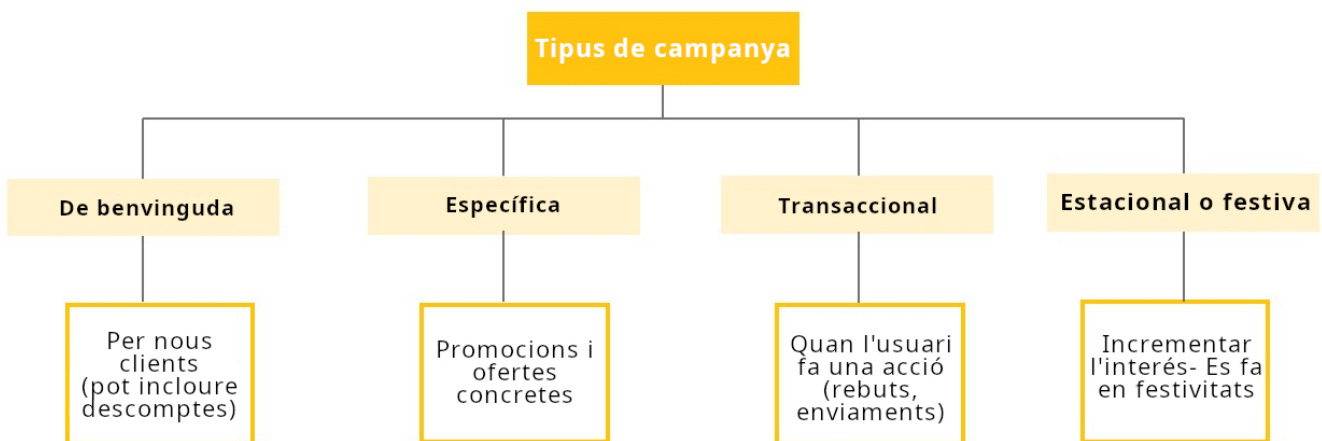 Tipus de campanya
De benvinguda
Específica
Transaccional
Estacional o festiva
Per nous
clients
(pot incloure
descomptes)
Promocions i
ofertes
concretes
Quan l'usuari
fa una acció
(rebuts,
enviaments)
Incrementar
l'interés- Es fa
en festivitats